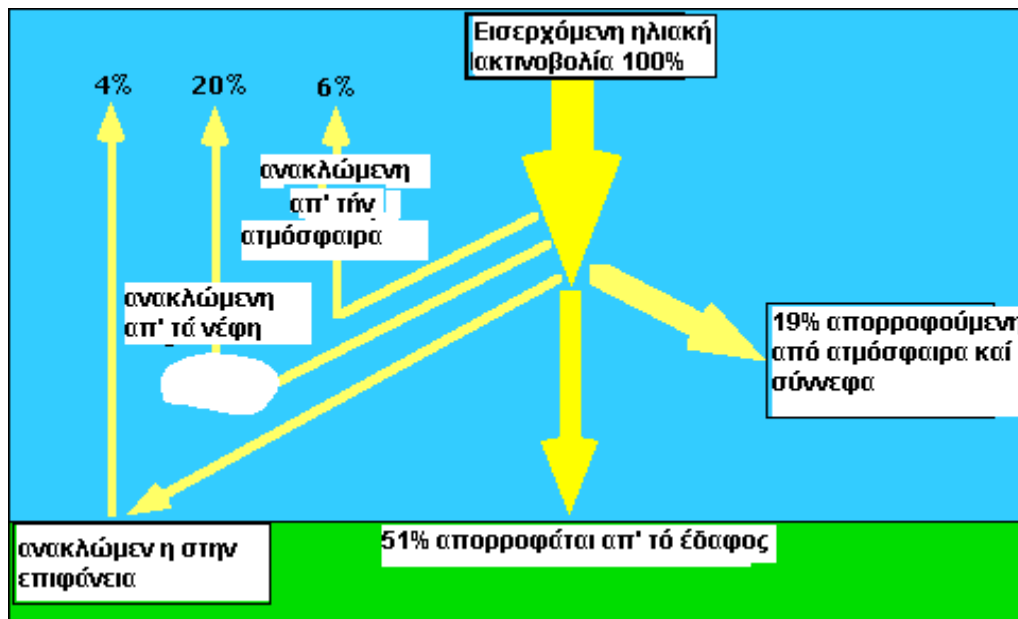 Εισερχόμενη ηλιακή
ακτινοβολία 100%
4% 20% 6%
ανακλώμενη
απ' τήν
ατμόσφαιρα
ανακλώμενη
απ' τά νέφη
19% απορροφούμενη
από ατμόσφαιρα καί
σύννεφα
51% απορροφάται απ' τό έδαφος
ανακλώμεν η στην
επιφάνεια